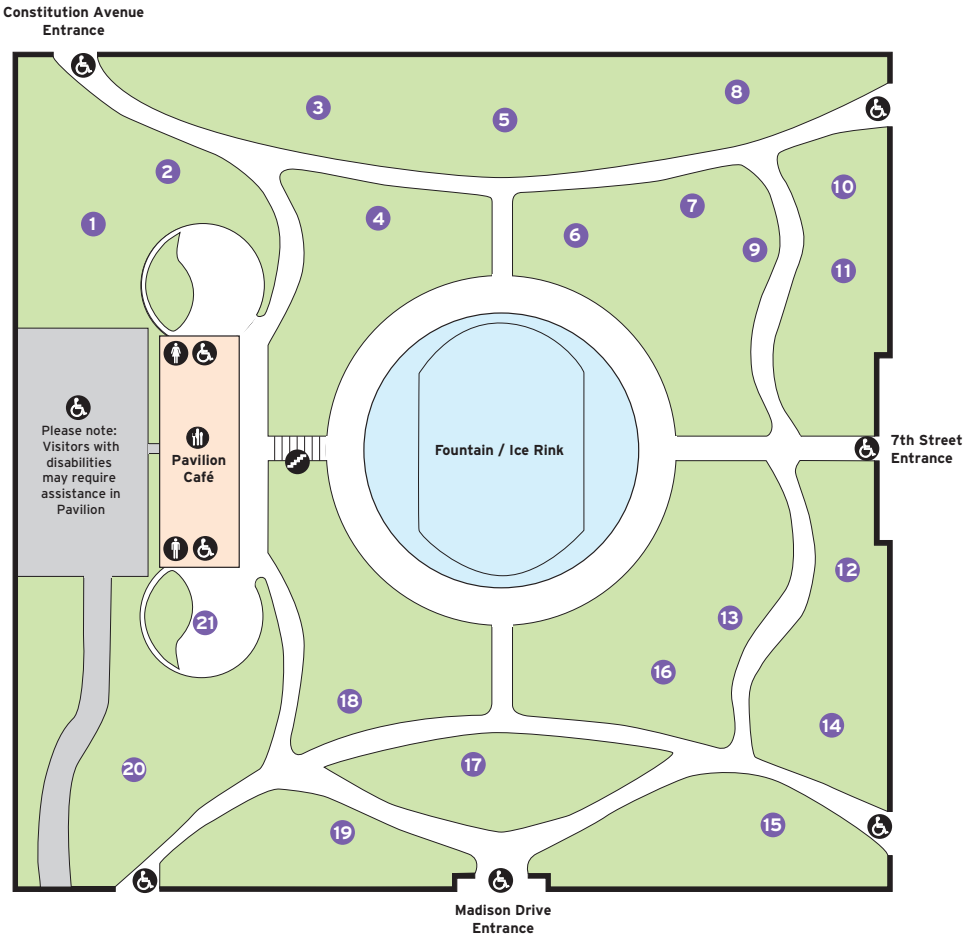 Constitution Avenue
Entrance
3
8
5
2
10
7
4
1
6
9
11
Please note:
Visitors with
disabilities
may require
assistance in
Pavilion
Pavilion
Café
Fountain / Ice Rink
7th Street
Entrance
12
13
21
16
18
14
17
20
15
19
Madison Drive
Entrance